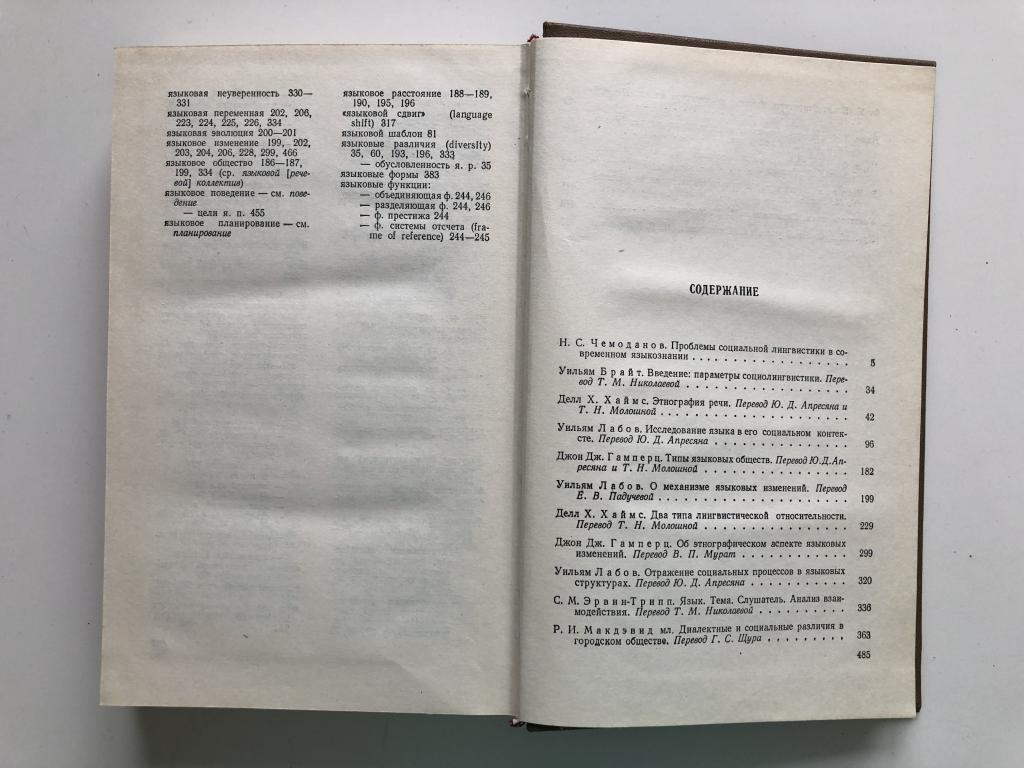 языковая неуверенность 330—
331
языковая переменная 202, 206,
223, 224, 225, 226, 334
языковая эволюция 200—201
языковое изменение 199, 202,
203, 204, 206, 228, 299, 466
языковое общество 186—187,
199, 334 (ср. языковой [рече-
вой] коллектив)
языковое поведение — см. пове-
дение
— цели я. п. 455
языковое планирование — см.
планирование
языковое расстояние 188—189,
190, 195, 196
«языковой сдвиг» (language
shift) 317
языковой шаблон 81
языковые различия (diversity)
35, 60, 193, 196, 333
— обусловленность я. р. 35
языковые формы 383
языковые функции:
— объединяющая ф. 244, 246
— разделяющая ф. 244, 246
— ф. престижа 244
— ф. системы отсчета (fra-
me of reference) 244—245
СОДЕРЖАНИЕ
Н. С. Чемоданов. Проблемы социальной лингвистики в со-
временном языкознании . . . . . . . . . . . . . . . . . 5
Уильям Брайт. Введение: параметры социолингвистики. Пере-
вод Т. М. Николаевой . . . . . . . . . . . . . . . . . 34
Делл Х. Хаймс. Этнография речи. Перевод Ю. Д. Апресяна и
Т. Н. Молошной . . . . . . . . . . . . . . . . . . . . 42
Уильям Лабов. Исследование языка в его социальном контек-
сте. Перевод Ю. Д. Апресяна . . . . . . . . . . . . . . 96
Джон Дж. Гамперц. Типы языковых обществ. Перевод Ю.Д.Ап-
ресяна и Т. Н. Молошной . . . . . . . . . . . . . . . 182
Уильям Лабов. О механизме языковых изменений. Перевод
Е. В. Падучевой . . . . . . . . . . . . . . . . . . . . 199
Делл Х. Хаймс. Два типа лингвистической относительности.
Перевод Т. Н. Молошной . . . . . . . . . . . . . . . 229
Джон Дж. Гамперц. Об этнографическом аспекте языковых
изменений. Перевод В. П. Мурат . . . . . . . . . . . . 299
Уильям Лабов. Отражение социальных процессов в языковых
структурах. Перевод Ю. Д. Апресяна . . . . . . . . . . . 320
С. М. Эрвин-Трипп. Язык. Тема. Слушатель. Анализ взаи-
модействия. Перевод Т. М. Николаевой . . . . . . . . . . 336
Р. И. Макдэвид мл. Диалектные и социальные различия в
городском обществе. Перевод Г. С. Щура . . . . . . . . . 363
485